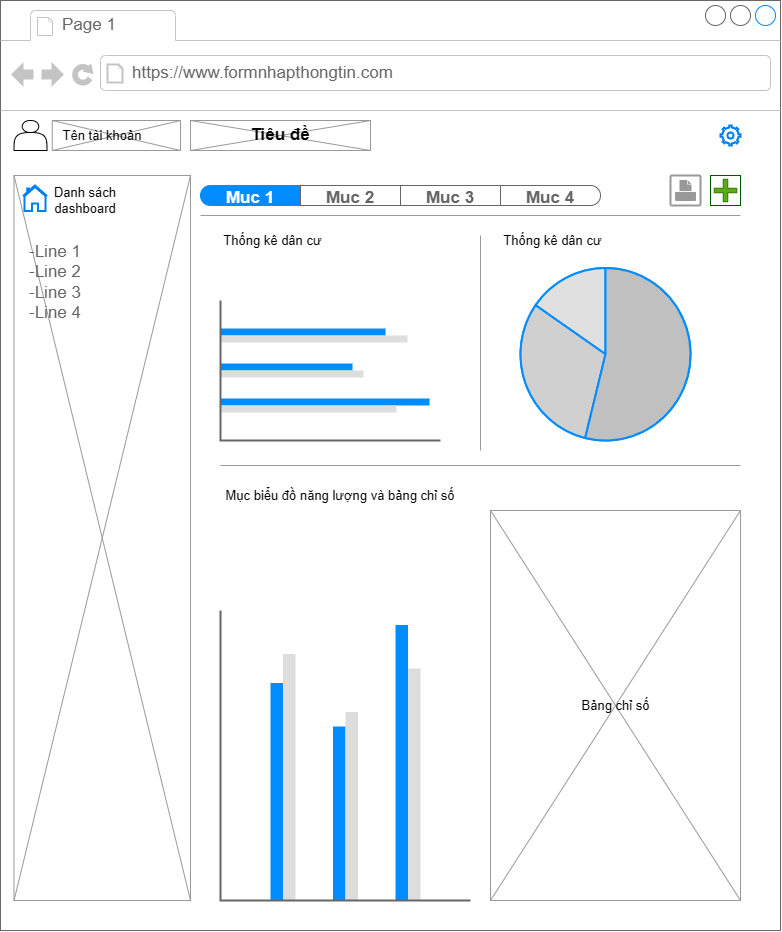 Page 1
https://www.formnhapthongtin.com
Tên tài khoản
Tiêu đề
Danh sách
dashboard
-Line 1
-Line 2
-Line 3
-Line 4
Muc 1
Muc 2
Muc 3
Muc 4
Thống kê dân cư
Thống kê dân cư
Mục biểu đồ năng lượng và bảng chỉ số
Bảng chỉ số